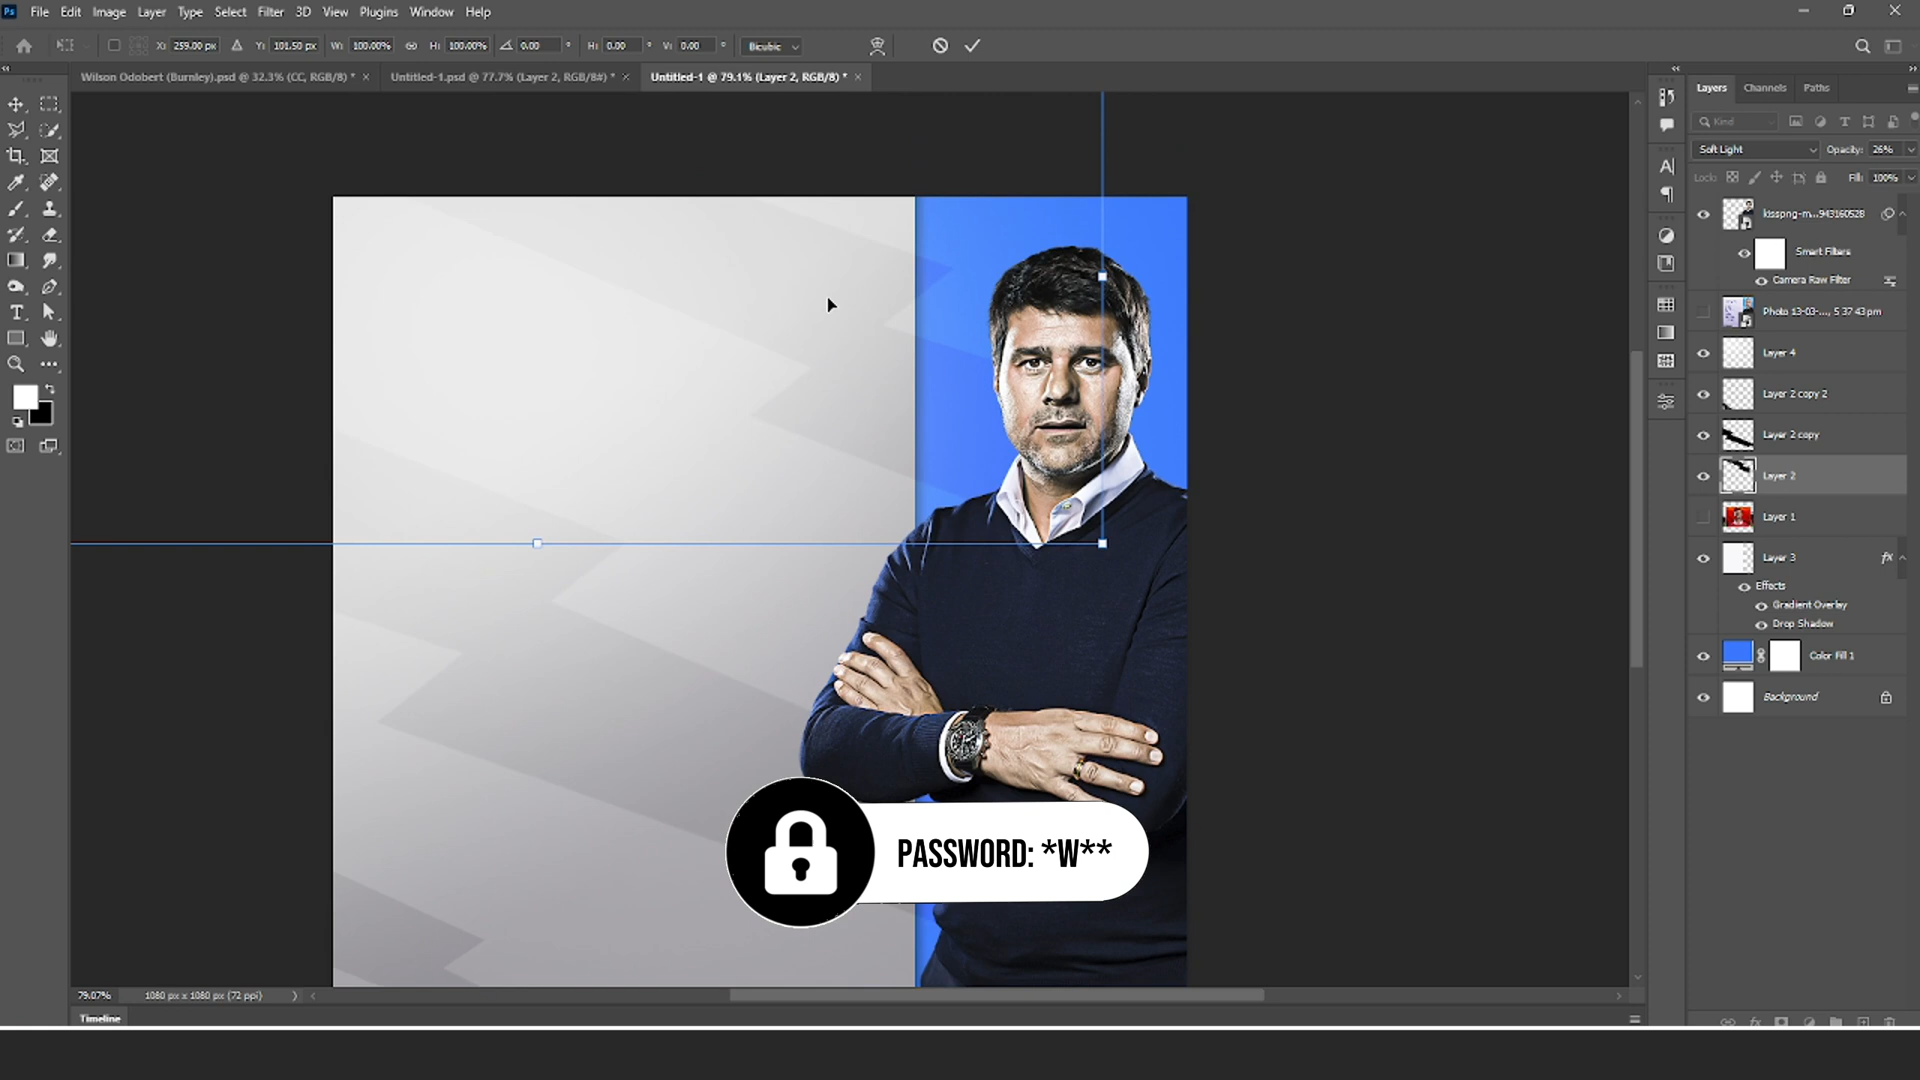 Ps File Edit Image Layer Type Select Filter 3D View Plugins Window Help
X: 259.00 px Y: 101.50 px W: 100.00% H: 100.00% 0.00 ° H: 0.00 ° V: 0.00 ° Bicubic
Wilson Odobert (Burnley).psd @ 32.3% (CC, RGB/8) * × Untitled-1.psd @ 77.7% (Layer 2, RGB/8#) * × Untitled-1 @ 79.1% (Layer 2, RGB/8) * ×
Layers Channels Paths
Kind
Soft Light Opacity: 26%
Lock: Fill: 100%
kisspng-m...943160528
Smart Filters
Camera Raw Filter
Photo 13-03-..., 5 37 43 pm
Layer 4
Layer 2 copy 2
Layer 2 copy
Layer 2
Layer 1
Layer 3 fx
Effects
Gradient Overlay
Drop Shadow
Color Fill 1
Background
PASSWORD: *W**
79.07% 1080 px x 1080 px (72 ppi)
Timeline